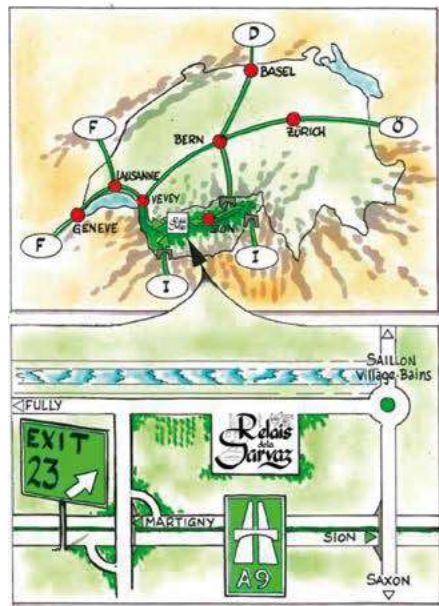 D
BASEL
F
BERN
ZÜRICH
Ö
LAUSANNE
VEVEY
GENEVE
SION
F
I
I
SAILLON
Village-Bains
FULLY
EXIT
23
Relais
de la
Sarvaz
MARTIGNY
SION
A9
SAXON